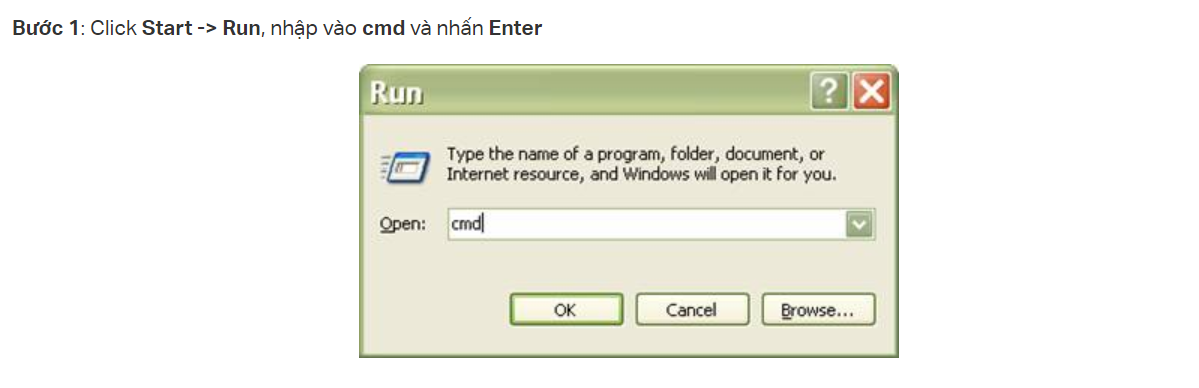 Bước 1: Click Start -> Run, nhập vào cmd và nhấn Enter
Run
Type the name of a program, folder, document, or
Internet resource, and Windows will open it for you.
Open: cmd
OK Cancel Browse...